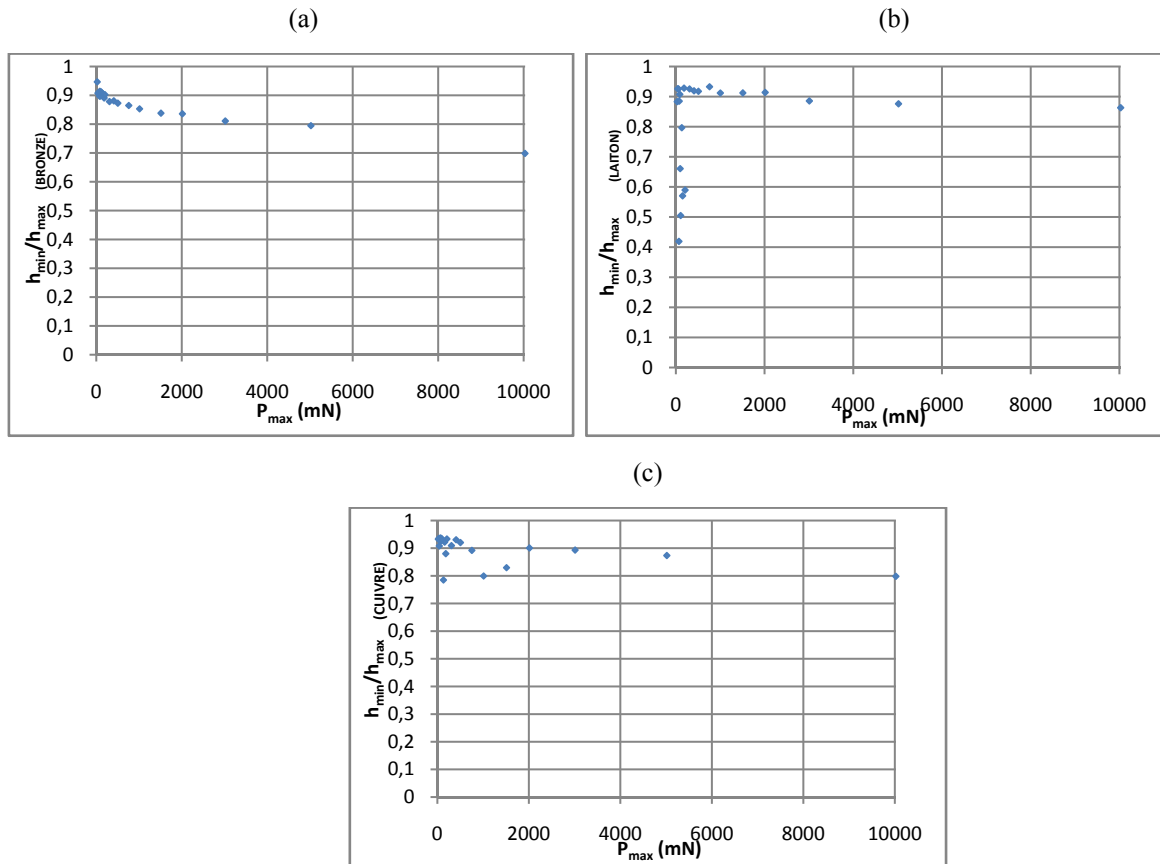 (a)
1
0,9
0,8
0,7
0,6
0,5
0,4
0,3
0,2
0,1
0
hmin/hmax (BRONZE)
0 2000 4000 6000 8000 10000
Pmax (mN)
(b)
1
0,9
0,8
0,7
0,6
0,5
0,4
0,3
0,2
0,1
0
hmin/hmax (LAITON)
0 2000 4000 6000 8000 10000
Pmax (mN)
(c)
1
0,9
0,8
0,7
0,6
0,5
0,4
0,3
0,2
0,1
0
hmin/hmax (CUIVRE)
0 2000 4000 6000 8000 10000
Pmax (mN)